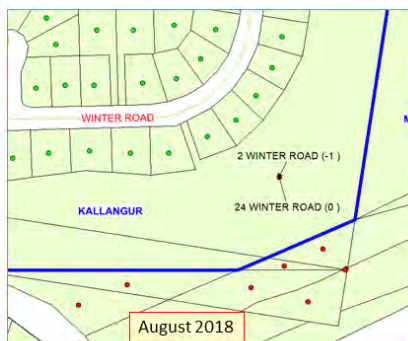 WINTER ROAD
2 WINTER ROAD (-1 )
KALLANGUR
24 WINTER ROAD (0 )
August 2018